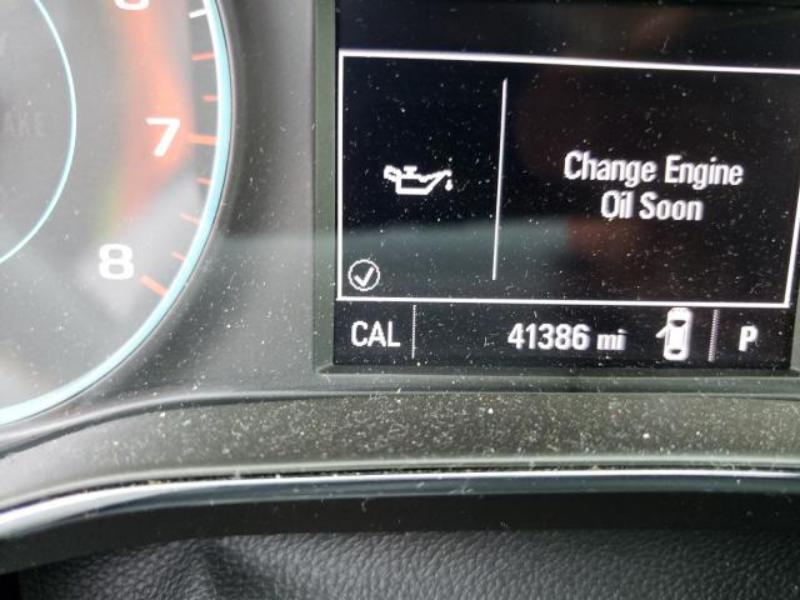 7
8
Change Engine
Oil Soon
CAL
41386 mi
P